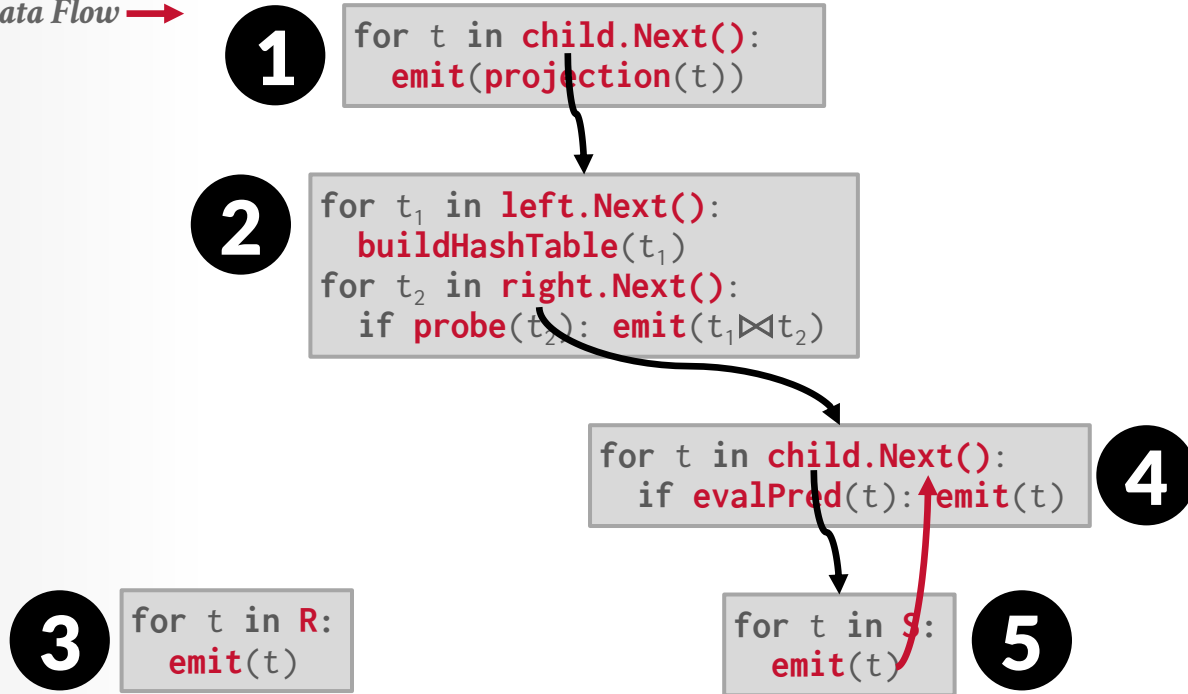 ata Flow
1
for t in child.Next():
emit(projection(t))
2
for t₁ in left.Next():
buildHashTable(t₁)
for t₂ in right.Next():
if probe(t₂): emit(t₁⨝t₂)
for t in child.Next():
if evalPred(t): emit(t)
4
3
for t in R:
emit(t)
for t in S:
emit(t)
5